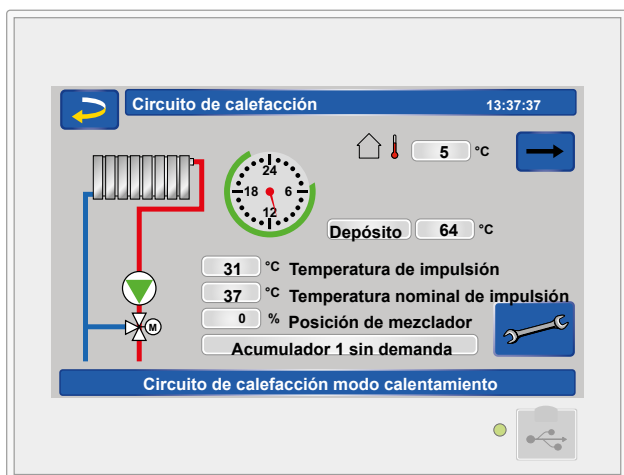 Circuito de calefacción 13:37:37
5 °C
24
18 6
12
Depósito 64 °C
31 °C Temperatura de impulsión
37 °C Temperatura nominal de impulsión
0 % Posición de mezclador
M
Acumulador 1 sin demanda
Circuito de calefacción modo calentamiento